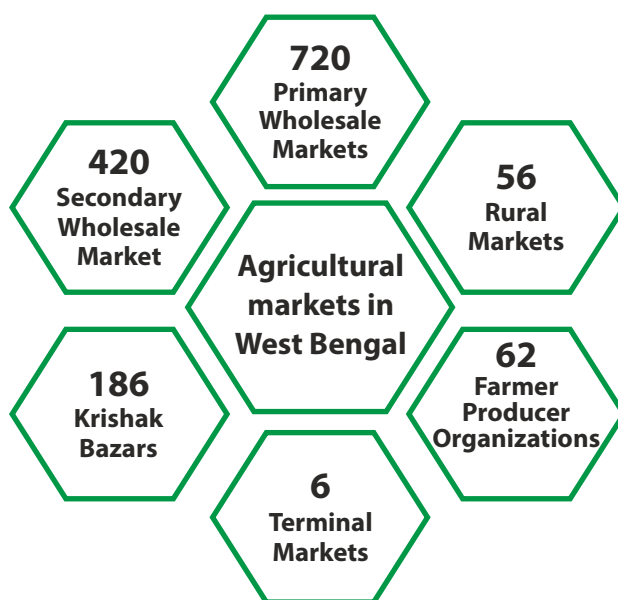 720
Primary
Wholesale
Markets
420
Secondary
Wholesale
Market
56
Rural
Markets
Agricultural
markets in
West Bengal
186
Krishak
Bazars
62
Farmer
Producer
Organizations
6
Terminal
Markets